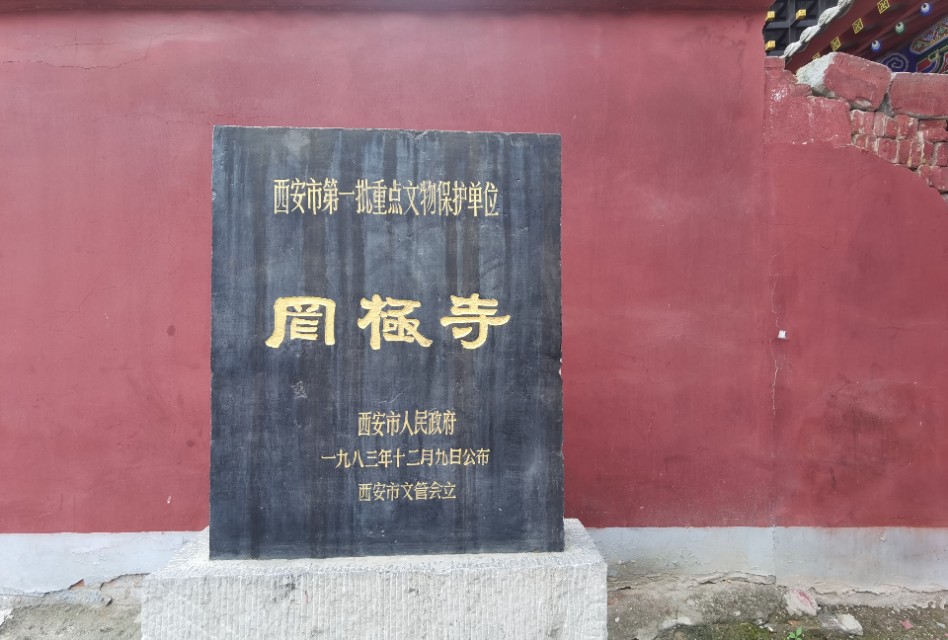 西安市第一批重点文物保护单位
罔极寺
西安市人民政府
一九八三年十二月九日公布
西安市文管会立